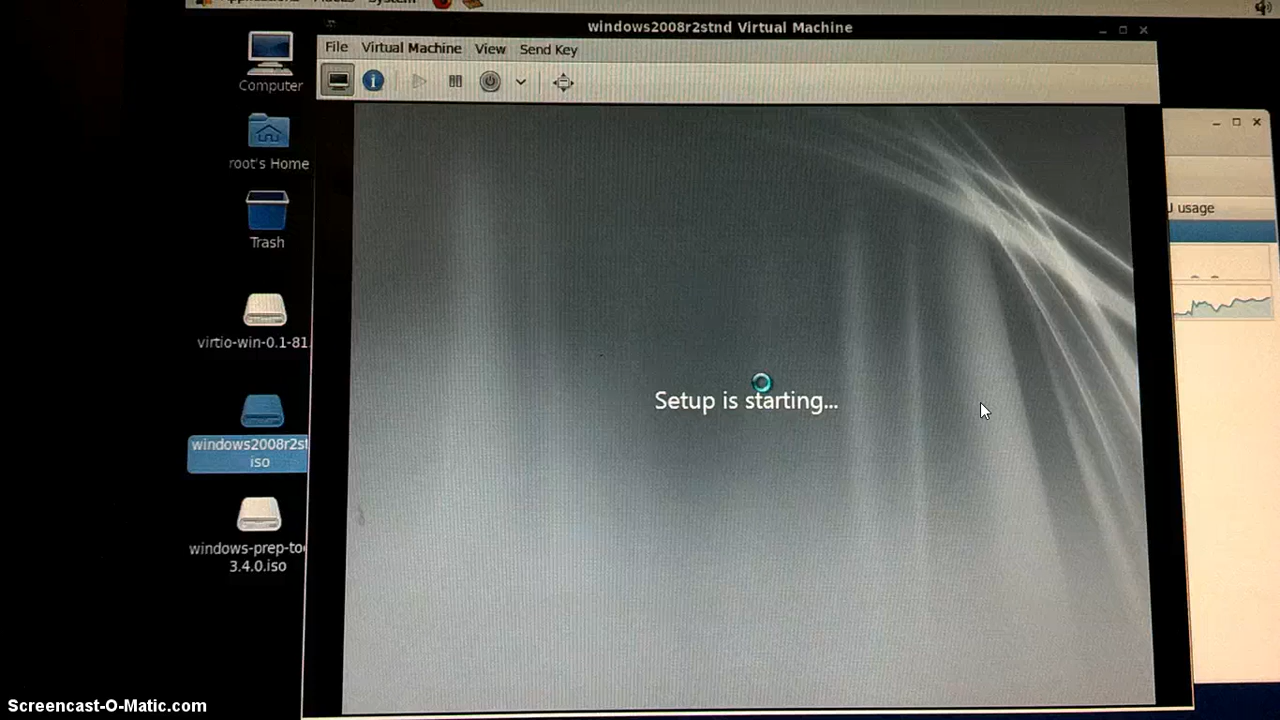 windows2008r2stnd Virtual Machine
File Virtual Machine View Send Key
Computer
root's Home
Trash
virtio-win-0.1-81.
windows2008r2st
iso
windows-prep-to
3.4.0.iso
Setup is starting...
usage
Screencast-O-Matic.com